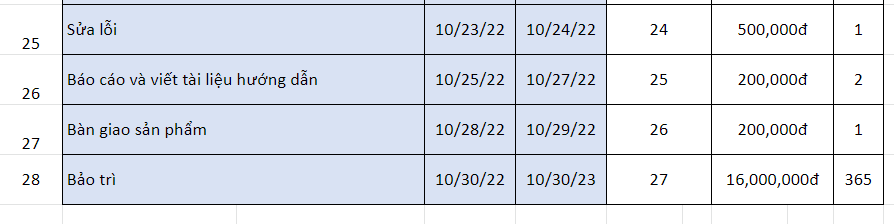 25 Sửa lỗi 10/23/22 10/24/22 24 500,000đ 1
26 Báo cáo và viết tài liệu hướng dẫn 10/25/22 10/27/22 25 200,000đ 2
27 Bàn giao sản phẩm 10/28/22 10/29/22 26 200,000đ 1
28 Bảo trì 10/30/22 10/30/23 27 16,000,000đ 365